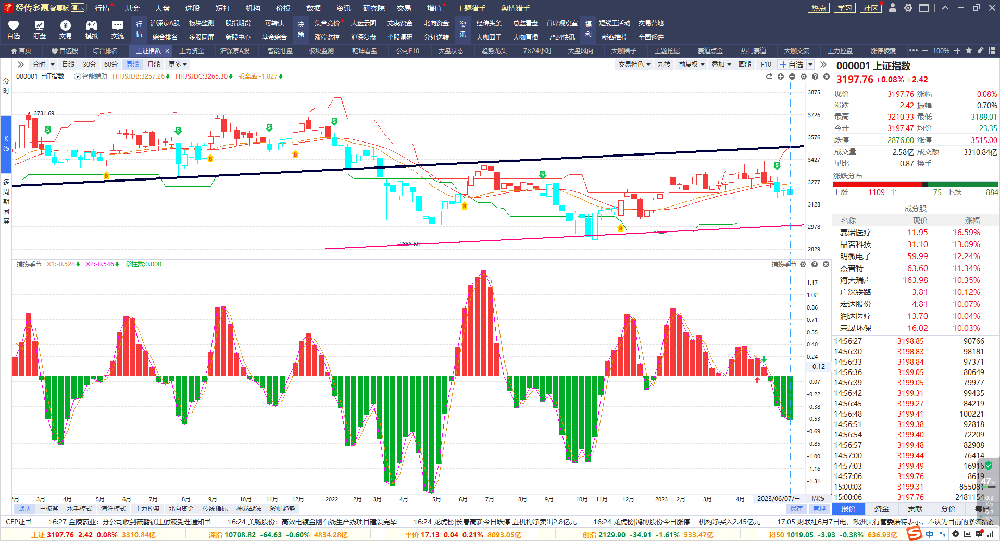 经传多赢 智尊版 演示 行情 基金 大盘 选股 短打 机构 价投 数据 资讯 研究院 交易 增值 主题猎手 舆情猎手 热点 学习 社区
自选 盯盘 交易 模拟 交流
行情 沪深京A股 板块监测 股指期货 可转债 决策 集合竞价 大盘云图 龙虎资金 北向资金 资讯 经传头条 总监看盘 首席观察室 福利 短线王活动 交易营地
综合排名 多股同屏 新股中心 基金综合 涨停监控 沪深复盘 个股调研 分红送转 大咖圈子 大咖直播 7*24快讯 新客推荐 全国巡讲
首页 自选股 综合排名 上证指数 × 主力资金 沪深京A股 智能盯盘 板块监测 乾坤看盘 公司F10 大盘状态 趋势龙头 7×24小时 大盘风向 大咖圈子 主题挖掘 赛道点金 热门赛道 大咖交流 主力控盘 涨停棱镜 100%
分时 日线 30分 60分 周线 月线 更多 交易特色 九转 前复权 叠加 画线 F10 +自选
分时
K线
多周期同屏
000001 上证指数 智能辅助 HHJSJDB:3257.26 HHJSJDC:3265.30 乖离率:-1.827
3731.69
2863.65
3875
3726
3576
3427
3277
3128
2978
2829
捕捞季节 X1:-0.528 X2:-0.546 彩柱数:0.000 捕捞季节
1.17
1.02
0.86
0.71
0.55
0.40
0.24
0.12
-0.07
-0.22
-0.38
-0.53
-0.69
-0.85
-1.00
-1.16
-1.31
2月 3月 4月 5月 6月 7月 8月 9月 10月 11月 12月 2022 2月 3月 4月 5月 6月 7月 8月 9月 10月 11月 12月 2023 2月 3月 4月 2023/06/07/三 周线
默认 三板斧 水手模式 海洋模式 主力控盘 北向资金 传统指标 神龙战法 彩虹趋势 保存 管理
000001 上证指数
3197.76 +0.08% +2.42
现价 3197.76 涨幅 0.08%
涨跌 2.42 振幅 0.70%
最高 3210.33 最低 3188.01
今开 3197.47 均价 23.35
跌停 2876.00 涨停 3515.00
成交量 2.58亿 成交额 3310.84亿
量比 0.87 换手 -
涨跌分布
上涨 1109 平 75 下跌 884
成分股
名称 现价 涨幅
赛诺医疗 11.95 16.59%
品茗科技 31.10 13.09%
明微电子 59.99 12.24%
杰普特 63.60 11.34%
海天瑞声 163.98 10.35%
广深铁路 3.81 10.12%
宏达股份 4.81 10.07%
润达医疗 13.70 10.04%
荣晟环保 16.02 10.03%
14:56:27 3198.85 90766
14:56:30 3198.83 98181
14:56:33 3198.84 97371
14:56:36 3199.05 80649
14:56:39 3199.05 79977
14:56:42 3199.31 99435
14:56:45 3199.27 84219
14:56:48 3199.41 100221
14:56:51 3199.38 92818
14:56:54 3199.40 72209
14:56:57 3199.48 82908
14:57:00 3199.44 76414
14:57:03 3199.49 16916
14:57:06 3199.76 8619
15:00:03 3199.31 855081
15:00:06 3197.76 2481154
47%
报价 资金 贡献 分价 筹码
CEP证书 16:27 金陵药业：分公司收到硫酸镁注射液受理通知书 16:24 美畅股份：高效电镀金刚石线生产线项目建设完毕 16:24 龙虎榜|长春高新今日跌停 五机构净卖出2.8亿元 16:24 龙虎榜|鸿博股份今日涨停 二机构净买入2.45亿元 17:05 财联社6月7日电，欧洲央行管委诺特表示，不认为目前的紧缩措施
上证 3197.76 2.42 0.08% 3310.84亿 深指 10708.82 -64.63 -0.60% 4834.28亿 平价 17.13 0.04 0.21% 8093.05亿 创指 2129.90 -34.91 -1.61% 533.47亿 科50 1019.05 -3.93 -0.38% 636.93亿 中